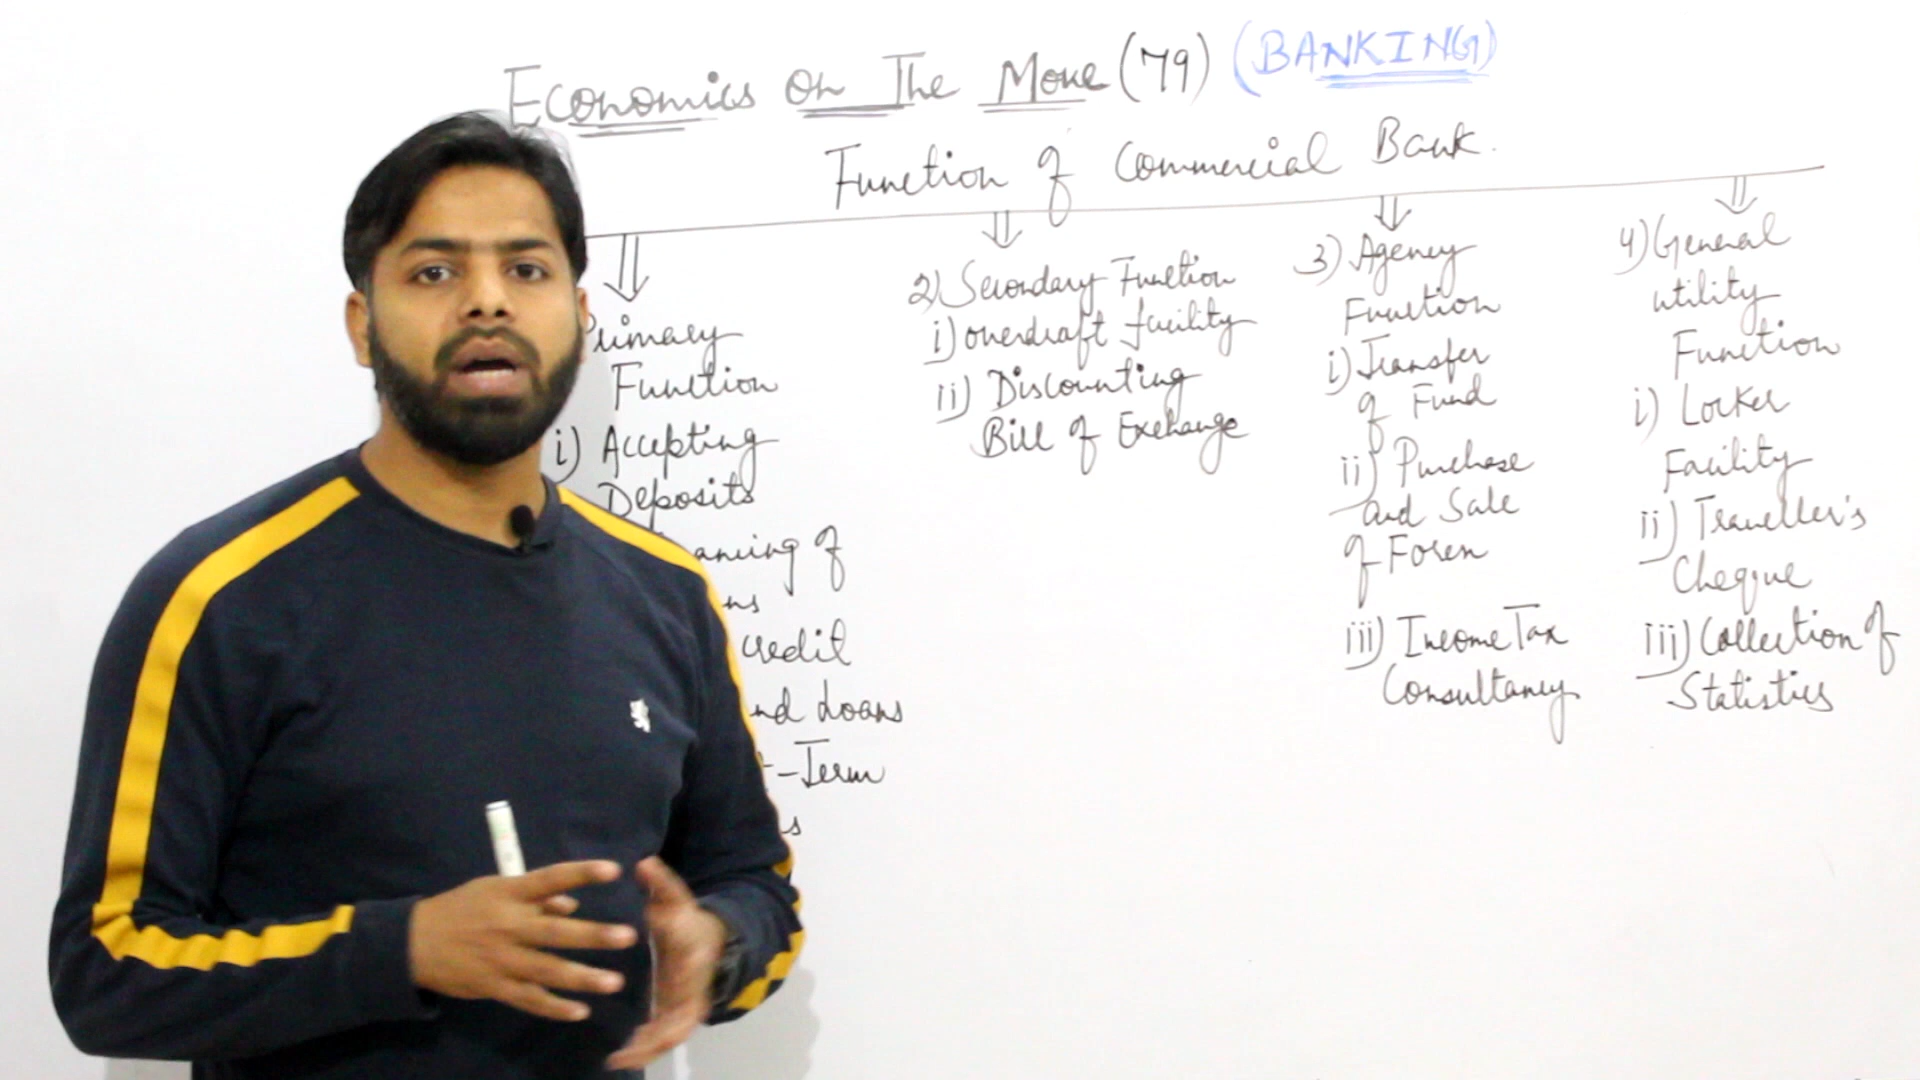 Economics On The Move (79) (BANKING)
Function of Commercial Bank.
Primary
Function
i) Accepting
Deposits
of
credit
Loans
Term
2) Secondary Function
i) overdraft facility
ii) Discounting
Bill of Exchange
3) Agency
Function
i) Transfer
of Fund
ii) Purchase
and Sale
of Forex
iii) Income Tax
Consultancy
4) General
utility
Function
i) Locker
Facility
ii) Traveller's
Cheque
iii) Collection of
Statistics